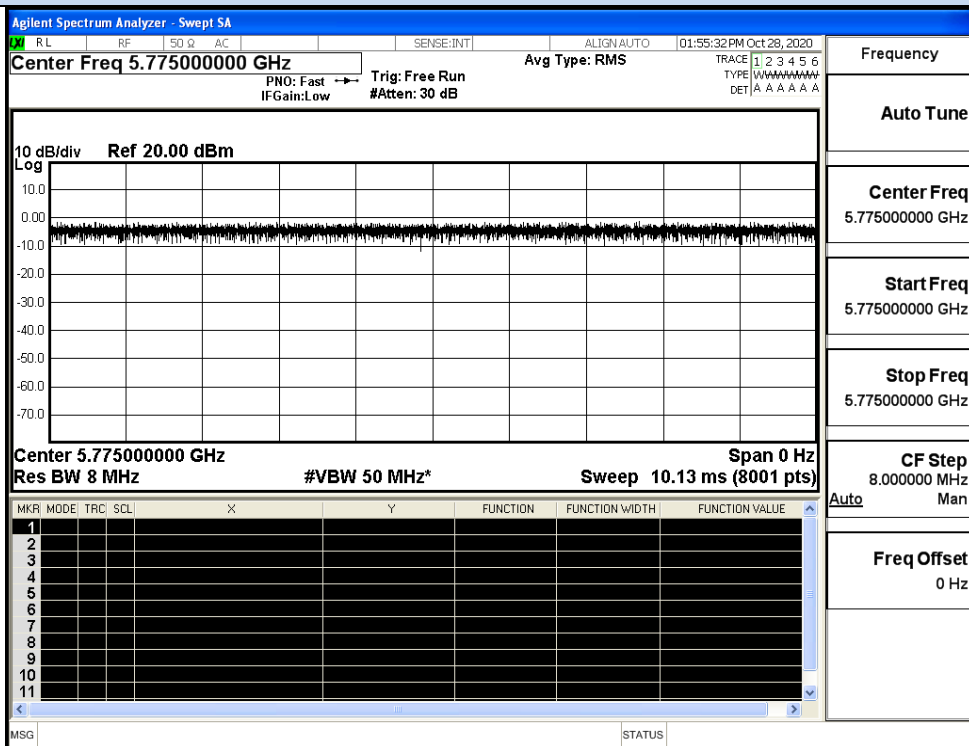 Agilent Spectrum Analyzer - Swept SA
LXI RL RF 50 Ω AC SENSE:INT ALIGN AUTO 01:55:32 PM Oct 28, 2020
Center Freq 5.775000000 GHz
Avg Type: RMS
TRACE 1 2 3 4 5 6
TYPE WWWWWW
DET A A A A A A
PNO: Fast
IFGain:Low
Trig: Free Run
#Atten: 30 dB
10 dB/div Ref 20.00 dBm
Log
10.0
0.00
-10.0
-20.0
-30.0
-40.0
-50.0
-60.0
-70.0
Center 5.775000000 GHz Span 0 Hz
Res BW 8 MHz #VBW 50 MHz* Sweep 10.13 ms (8001 pts)
MKR MODE TRC SCL X Y FUNCTION FUNCTION WIDTH FUNCTION VALUE
1
2
3
4
5
6
7
8
9
10
11
MSG STATUS
Frequency
Auto Tune
Center Freq
5.775000000 GHz
Start Freq
5.775000000 GHz
Stop Freq
5.775000000 GHz
CF Step
8.000000 MHz
Auto Man
Freq Offset
0 Hz